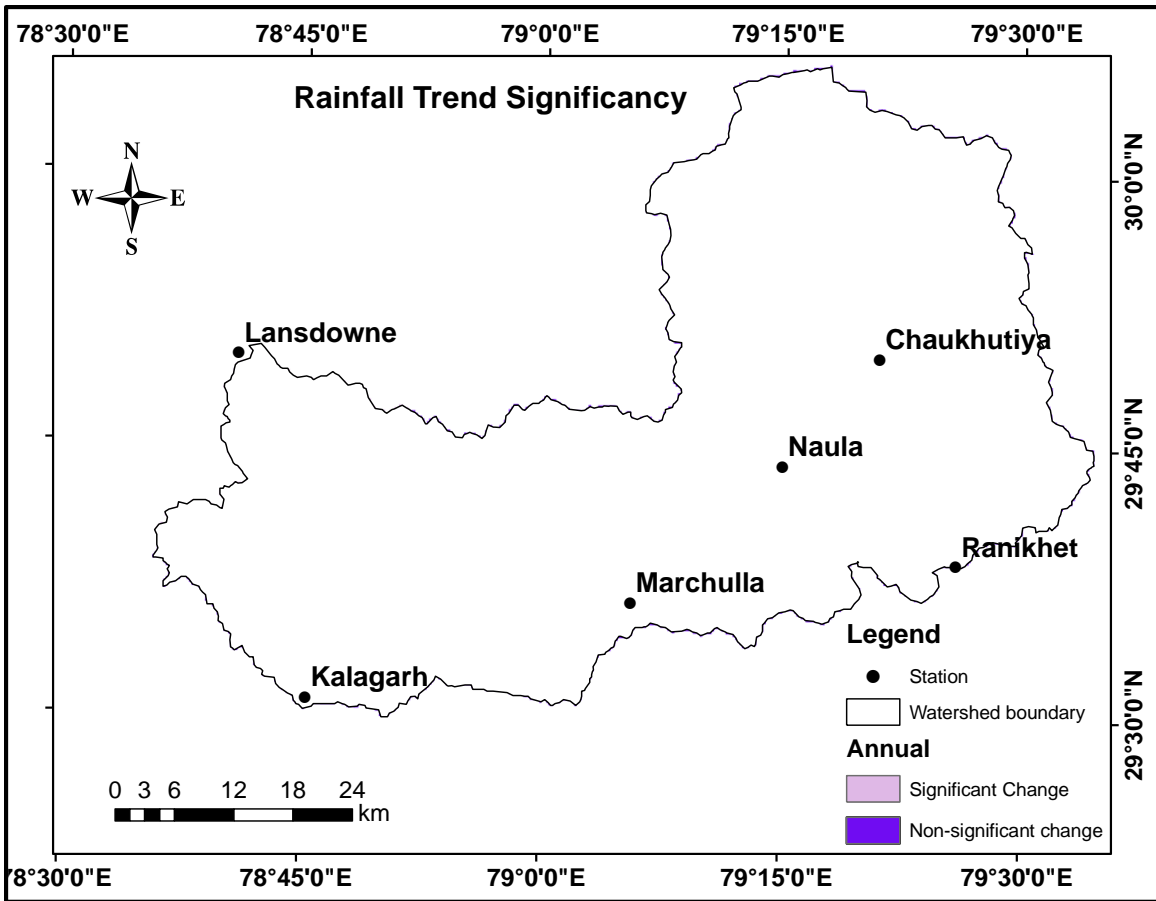 78°30'0"E 78°45'0"E 79°0'0"E 79°15'0"E 79°30'0"E
Rainfall Trend Significancy
N
W E
S
30°0'0"N
Lansdowne
Chaukhutiya
Naula
29°45'0"N
Ranikhet
Marchulla
Kalagarh
Legend
Station
Watershed boundary
29°30'0"N
Annual
Significant Change
Non-significant change
0 3 6 12 18 24
km
78°30'0"E 78°45'0"E 79°0'0"E 79°15'0"E 79°30'0"E